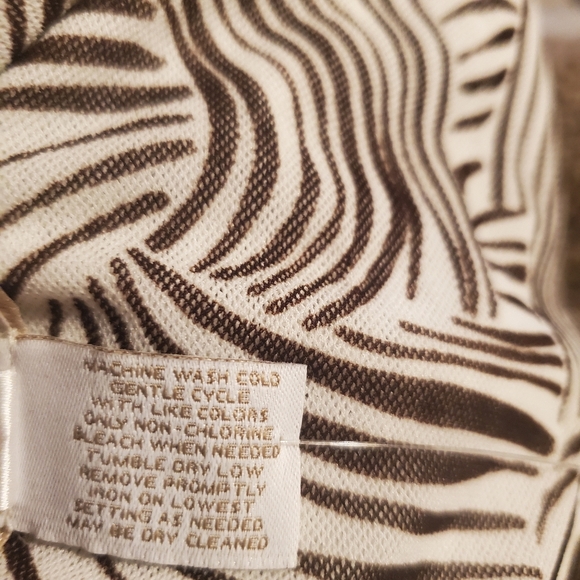 MACHINE WASH COLD
GENTLE CYCLE
WITH LIKE COLORS
ONLY NON-CHLORINE
BLEACH WHEN NEEDED
TUMBLE DRY LOW
REMOVE PROMPTLY
IRON ON LOWEST
SETTING AS NEEDED
MAY BE DRY CLEANED